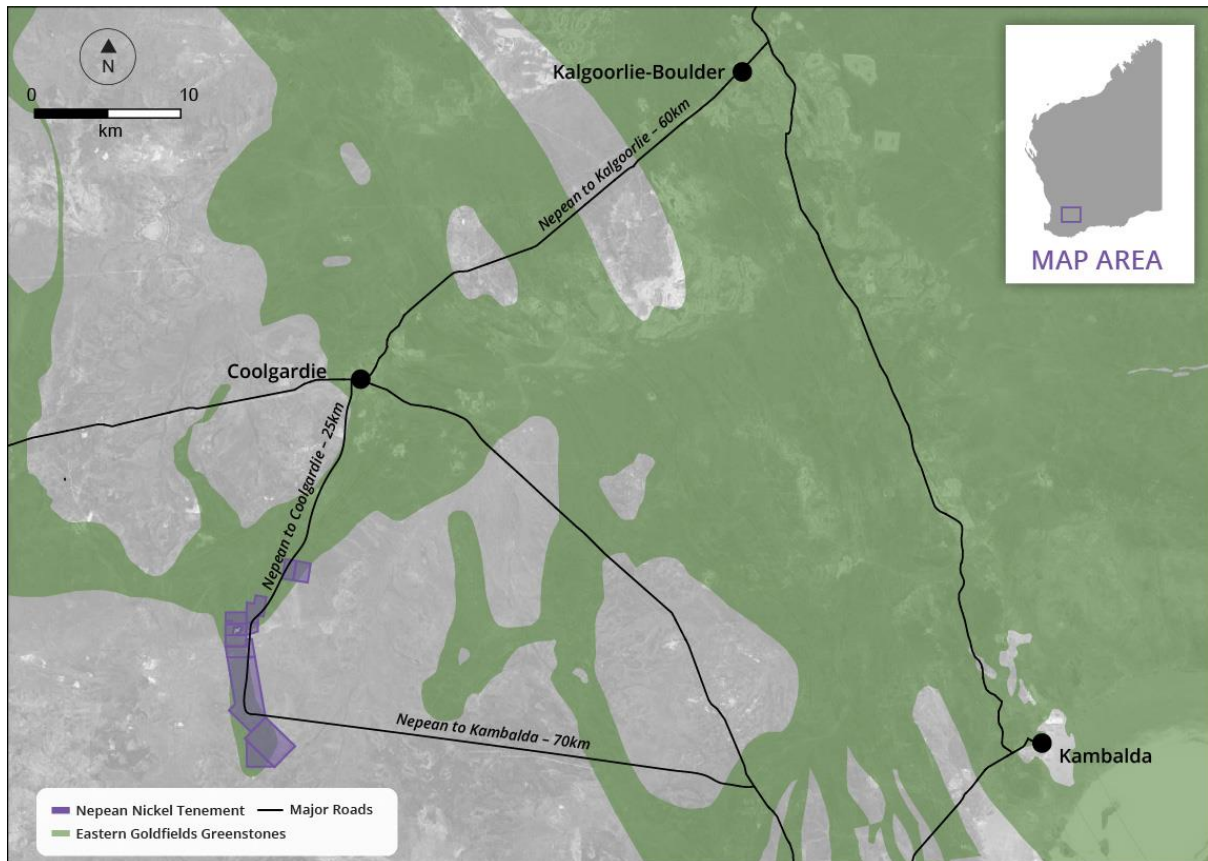 N
0 10
km
Kalgoorlie-Boulder
Nepean to Kalgoorlie – 60km
MAP AREA
Coolgardie
Nepean to Coolgardie – 25km
Nepean to Kambalda – 70km
Kambalda
Nepean Nickel Tenement
Major Roads
Eastern Goldfields Greenstones